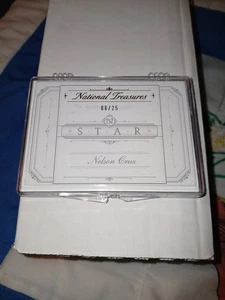 National Treasures
08/25
STAR
Nelson Cruz